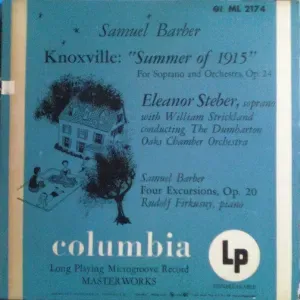 ML 2174
Samuel Barber
Knoxville: "Summer of 1915"
For Soprano and Orchestra, Op. 24
Eleanor Steber, soprano
with William Strickland
conducting The Dumbarton
Oaks Chamber Orchestra
Samuel Barber
Four Excursions, Op. 20
Rudolf Firkusny, piano
columbia
Lp
Long Playing Microgroove Record
MASTERWORKS